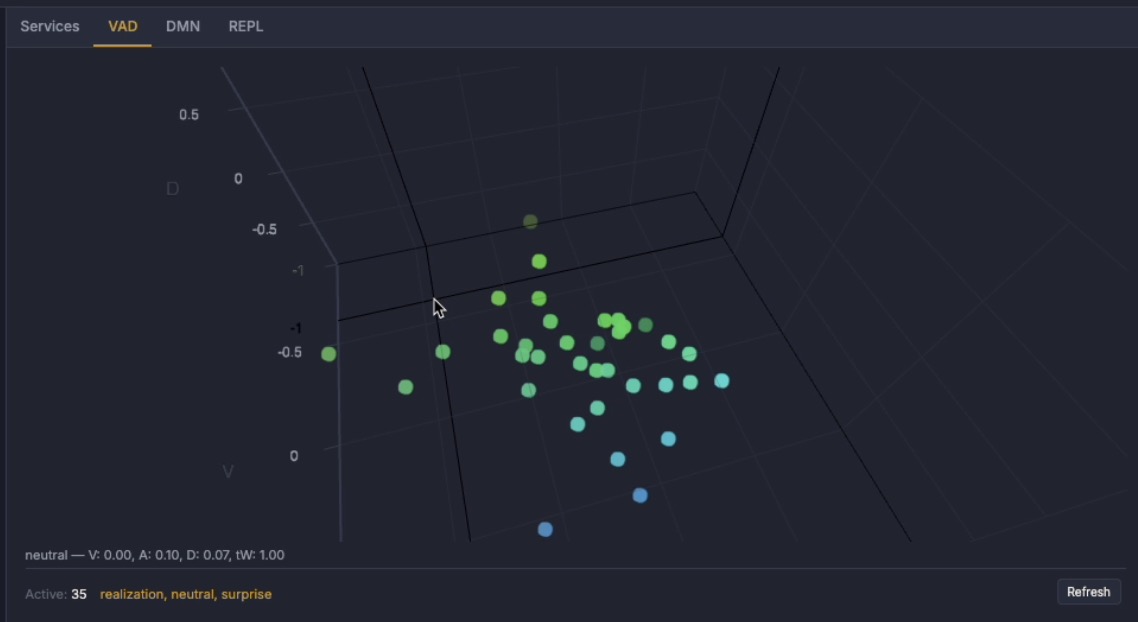 Services VAD DMN REPL
0.5
0
D
-0.5
-1
-1
-0.5
0
V
neutral — V: 0.00, A: 0.10, D: 0.07, tW: 1.00
Active: 35 realization, neutral, surprise
Refresh